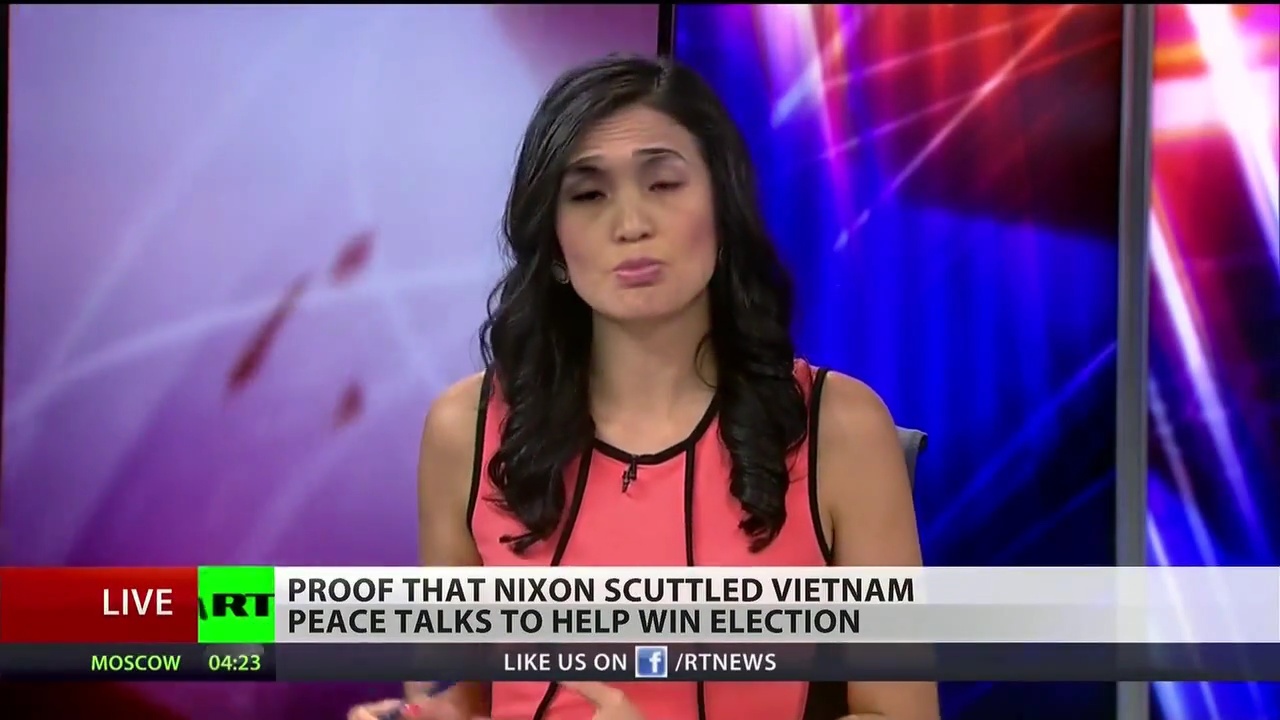 LIVE
RT
PROOF THAT NIXON SCUTTLED VIETNAM
PEACE TALKS TO HELP WIN ELECTION
MOSCOW 04:23
LIKE US ON f /RTNEWS